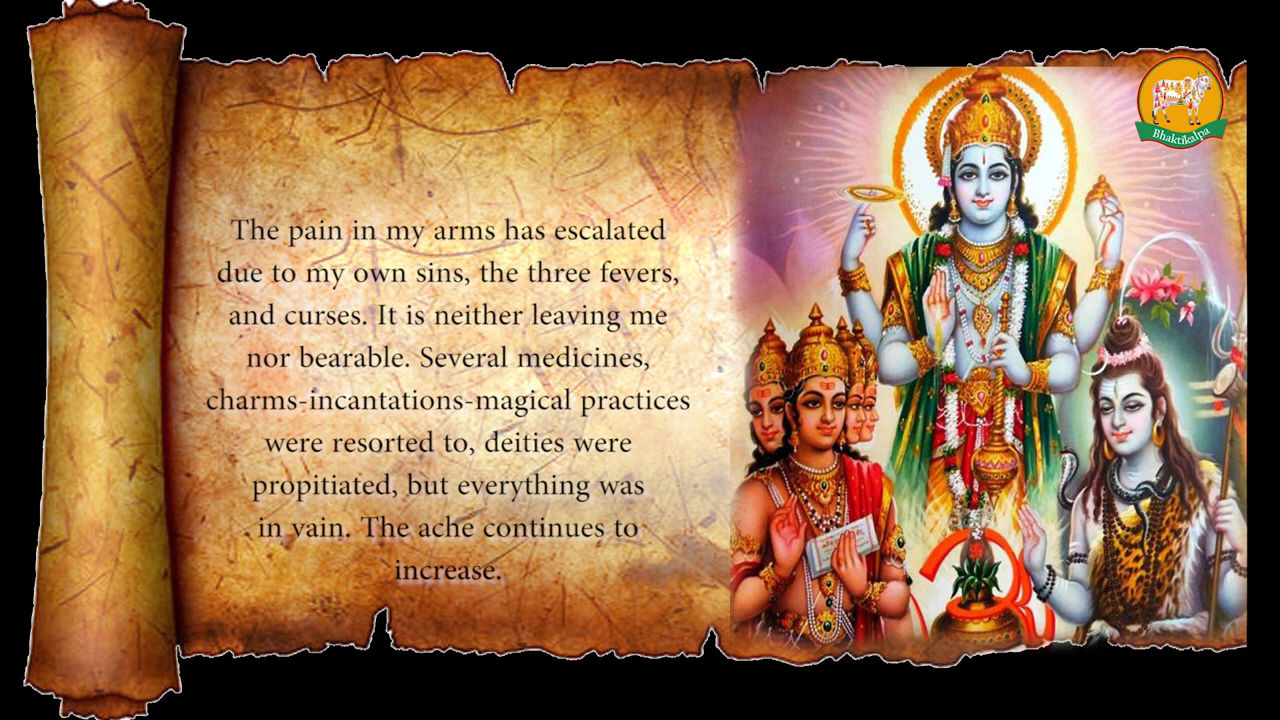 The pain in my arms has escalated
due to my own sins, the three fevers,
and curses. It is neither leaving me
nor bearable. Several medicines,
charms-incantations-magical practices
were resorted to, deities were
propitiated, but everything was
in vain. The ache continues to
increase.
Bhaktikalpa